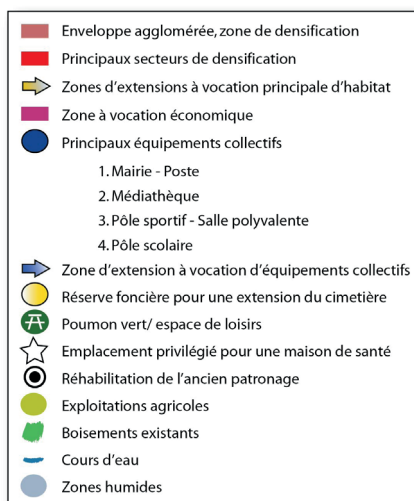 Enveloppe agglomérée, zone de densification
Principaux secteurs de densification
Zones d'extensions à vocation principale d'habitat
Zone à vocation économique
Principaux équipements collectifs
1. Mairie - Poste
2. Médiathèque
3. Pôle sportif - Salle polyvalente
4. Pôle scolaire
Zone d'extension à vocation d'équipements collectifs
Réserve foncière pour une extension du cimetière
Poumon vert/ espace de loisirs
Emplacement privilégié pour une maison de santé
Réhabilitation de l'ancien patronage
Exploitations agricoles
Boisements existants
Cours d'eau
Zones humides